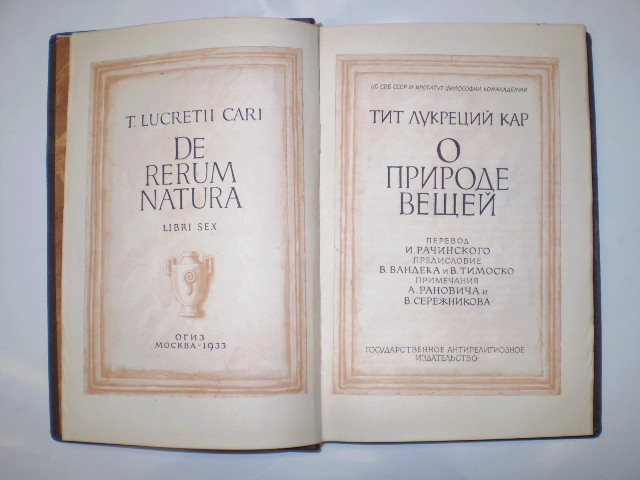 T. LUCRETII CARI
DE
RERUM
NATURA
LIBRI SEX
ОГИЗ
МОСКВА - 1933
ЦС СВБ СССР И ИНСТИТУТ ФИЛОСОФИИ КОМАКАДЕМИИ
ТИТ ЛУКРЕЦИЙ КАР
О
ПРИРОДЕ
ВЕЩЕЙ
ПЕРЕВОД
И. РАЧИНСКОГО
ПРЕДИСЛОВИЕ
В. ВАНДЕКА И В. ТИМОСКО
ПРИМЕЧАНИЯ
А. РАНОВИЧА И
В. СЕРЕЖНИКОВА
ГОСУДАРСТВЕННОЕ АНТИРЕЛИГИОЗНОЕ
ИЗДАТЕЛЬСТВО